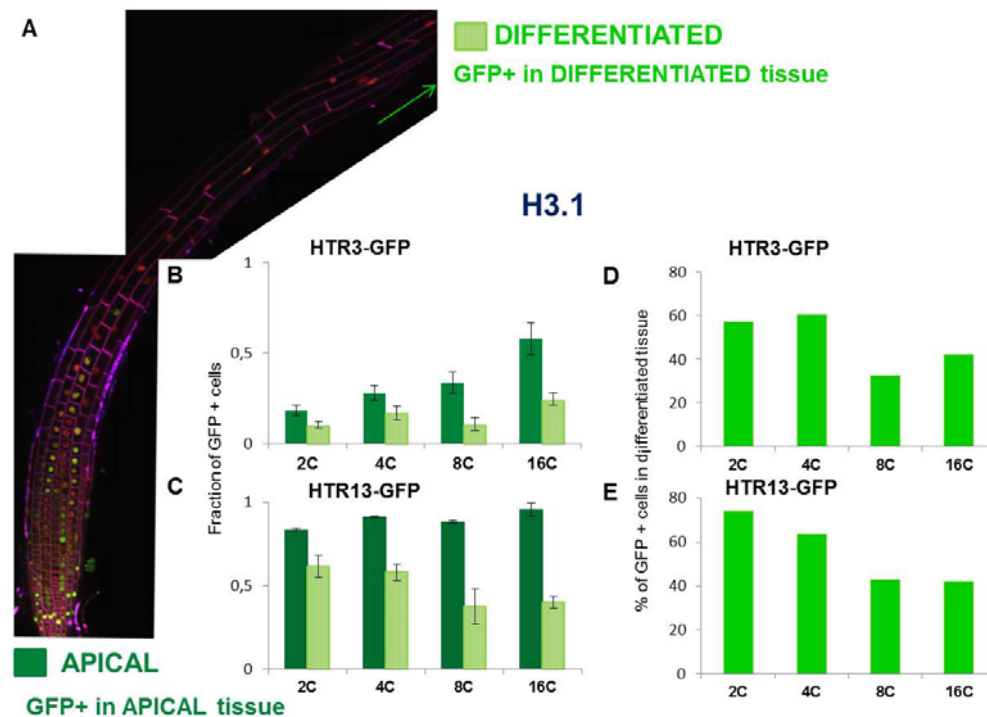 A
DIFFERENTIATED
GFP+ in DIFFERENTIATED tissue
H3.1
B
HTR3-GFP
1
0,5
0
2C 4C 8C 16C
C
HTR13-GFP
1
0,5
0
2C 4C 8C 16C
Fraction of GFP + cells
D
HTR3-GFP
80
60
40
20
0
2C 4C 8C 16C
E
HTR13-GFP
80
60
40
20
0
2C 4C 8C 16C
% of GFP + cells in djifferentiated tissue
APICAL
GFP+ in APICAL tissue